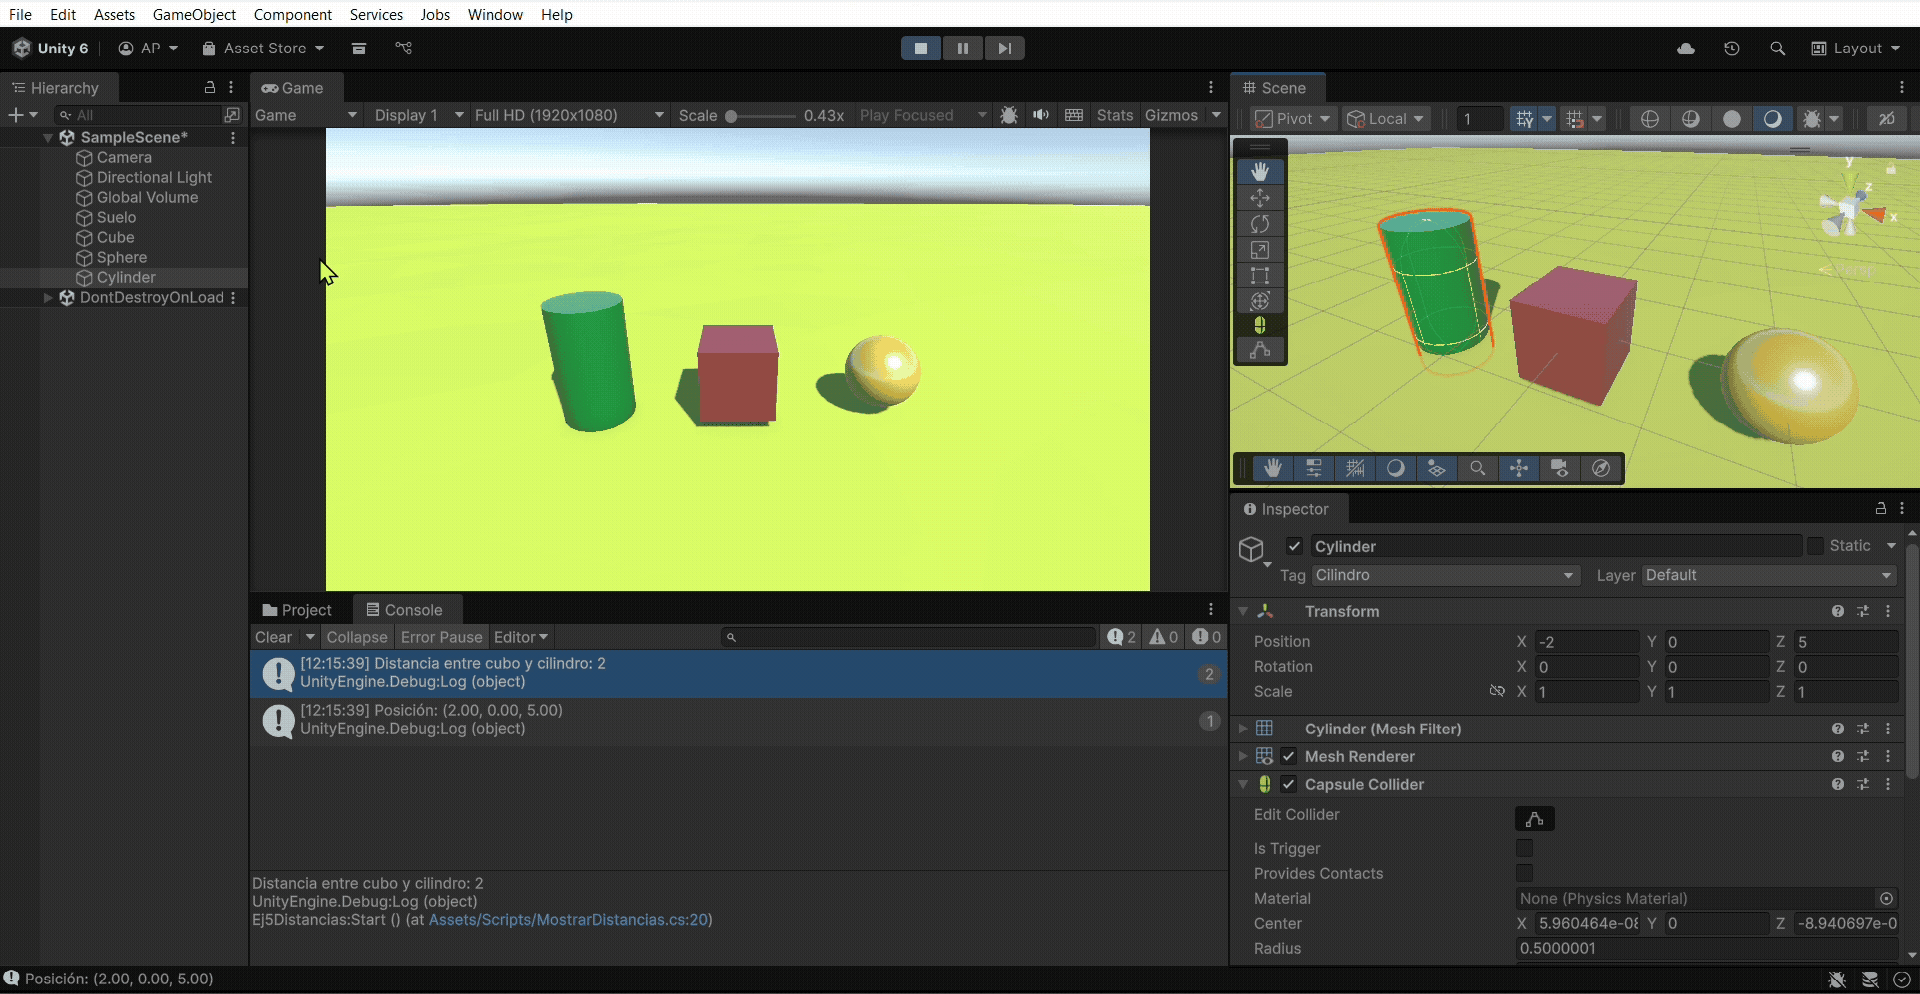 File Edit Assets GameObject Component Services Jobs Window Help
Unity 6 AP Asset Store Layout
Hierarchy
All
SampleScene*
Camera
Directional Light
Global Volume
Suelo
Cube
Sphere
Cylinder
DontDestroyOnLoad
Game
Game Display 1 Full HD (1920x1080) Scale 0.43x Play Focused Stats Gizmos
Scene
Pivot Local 1 2D
y
z
x
Persp
Project Console
Clear Collapse Error Pause Editor 2 0 0
[12:15:39] Distancia entre cubo y cilindro: 2
UnityEngine.Debug:Log (object)
2
[12:15:39] Posición: (2.00, 0.00, 5.00)
UnityEngine.Debug:Log (object)
1
Distancia entre cubo y cilindro: 2
UnityEngine.Debug:Log (object)
Ej5Distancias:Start () (at Assets/Scripts/MostrarDistancias.cs:20)
Inspector
Cylinder Static
Tag Cilindro Layer Default
Transform
Position X -2 Y 0 Z 5
Rotation X 0 Y 0 Z 0
Scale X 1 Y 1 Z 1
Cylinder (Mesh Filter)
Mesh Renderer
Capsule Collider
Edit Collider
Is Trigger
Provides Contacts
Material None (Physics Material)
Center X 5.960464e-08 Y 0 Z -8.940697e-0
Radius 0.5000001
Posición: (2.00, 0.00, 5.00)